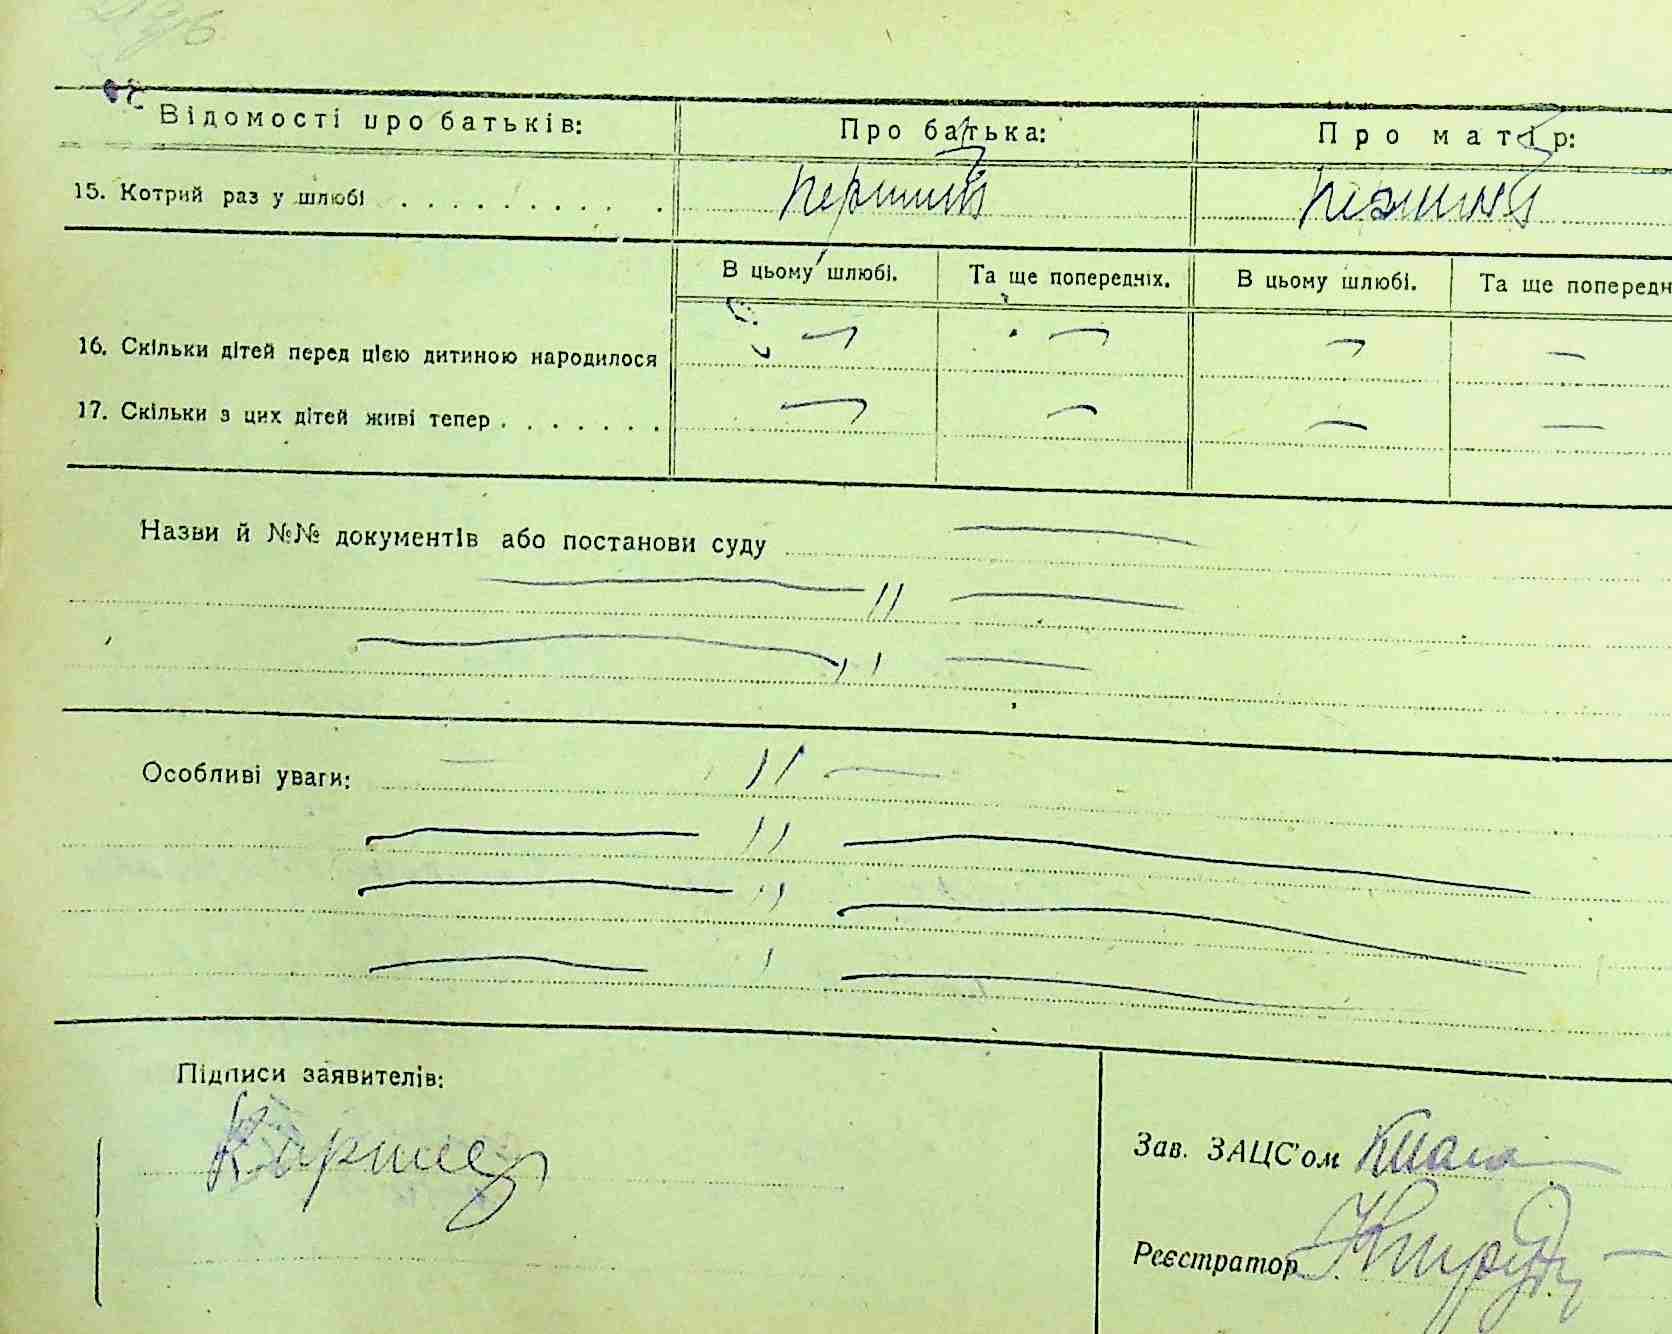 Відомості про батьків: Про батька: Про матір:
15. Котрий раз у шлюбі . . . . . . . . . . перший перший
В цьому шлюбі. Та ще попередніх. В цьому шлюбі. Та ще попередн
16. Скільки дітей перед цією дитиною народилося — — — —
17. Скільки з цих дітей живі тепер . . . . . . . — — — —
Назви й №№ документів або постанови суду —
— // —
— // —
Особливі уваги: — // —
— // —
— // —
— / —
Підписи заявителів:
Зав. ЗАЦС'ом
Реєстратор